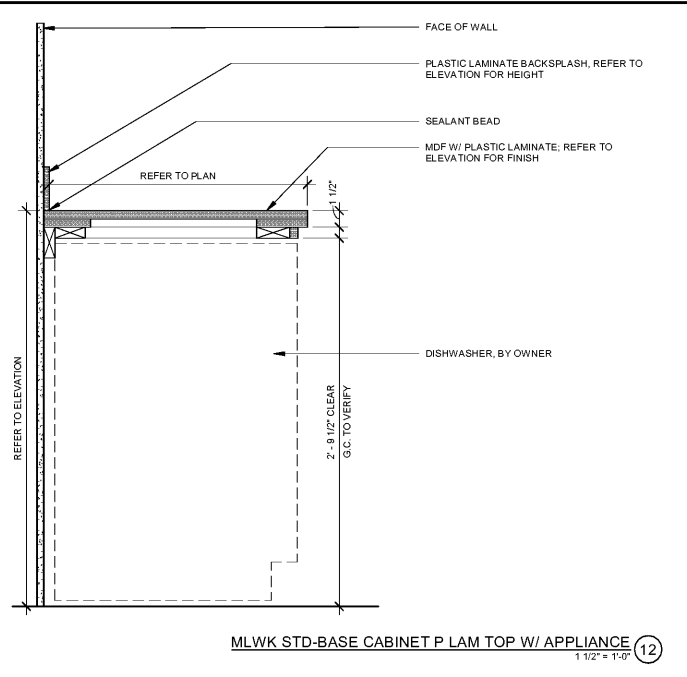 FACE OF WALL
PLASTIC LAMINATE BACKSPLASH, REFER TO
ELEVATION FOR HEIGHT
SEALANT BEAD
MDF W/ PLASTIC LAMINATE; REFER TO
ELEVATION FOR FINISH
REFER TO PLAN
1 1/2"
DISHWASHER, BY OWNER
REFER TO ELEVATION
2' - 9 1/2" CLEAR
G.C. TO VERIFY
MLWK STD-BASE CABINET P LAM TOP W/ APPLIANCE
12
1 1/2" = 1'-0"